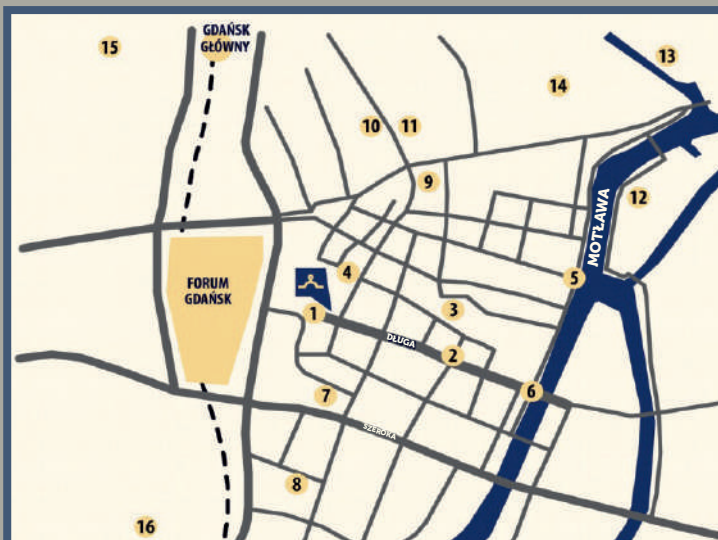 GDAŃSK
GŁÓWNY
15
13
14
10
11
9
12
MOTŁAWA
4
5
FORUM
GDAŃSK
1
3
DŁUGA
2
6
7
SZEROKA
8
16